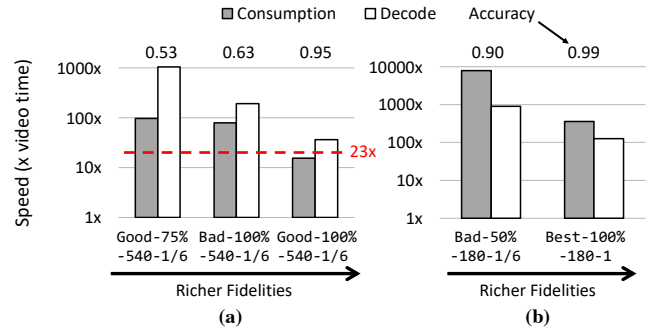 Consumption Decode Accuracy
0.53 0.63 0.95 0.90 0.99
Speed (x video time)
1000x
100x
10x
1x
23x
Good-75% Bad-100% Good-100%
-540-1/6 -540-1/6 -540-1/6
Richer Fidelities
(a)
10000x
1000x
100x
10x
1x
Bad-50% Best-100%
-180-1/6 -180-1
Richer Fidelities
(b)